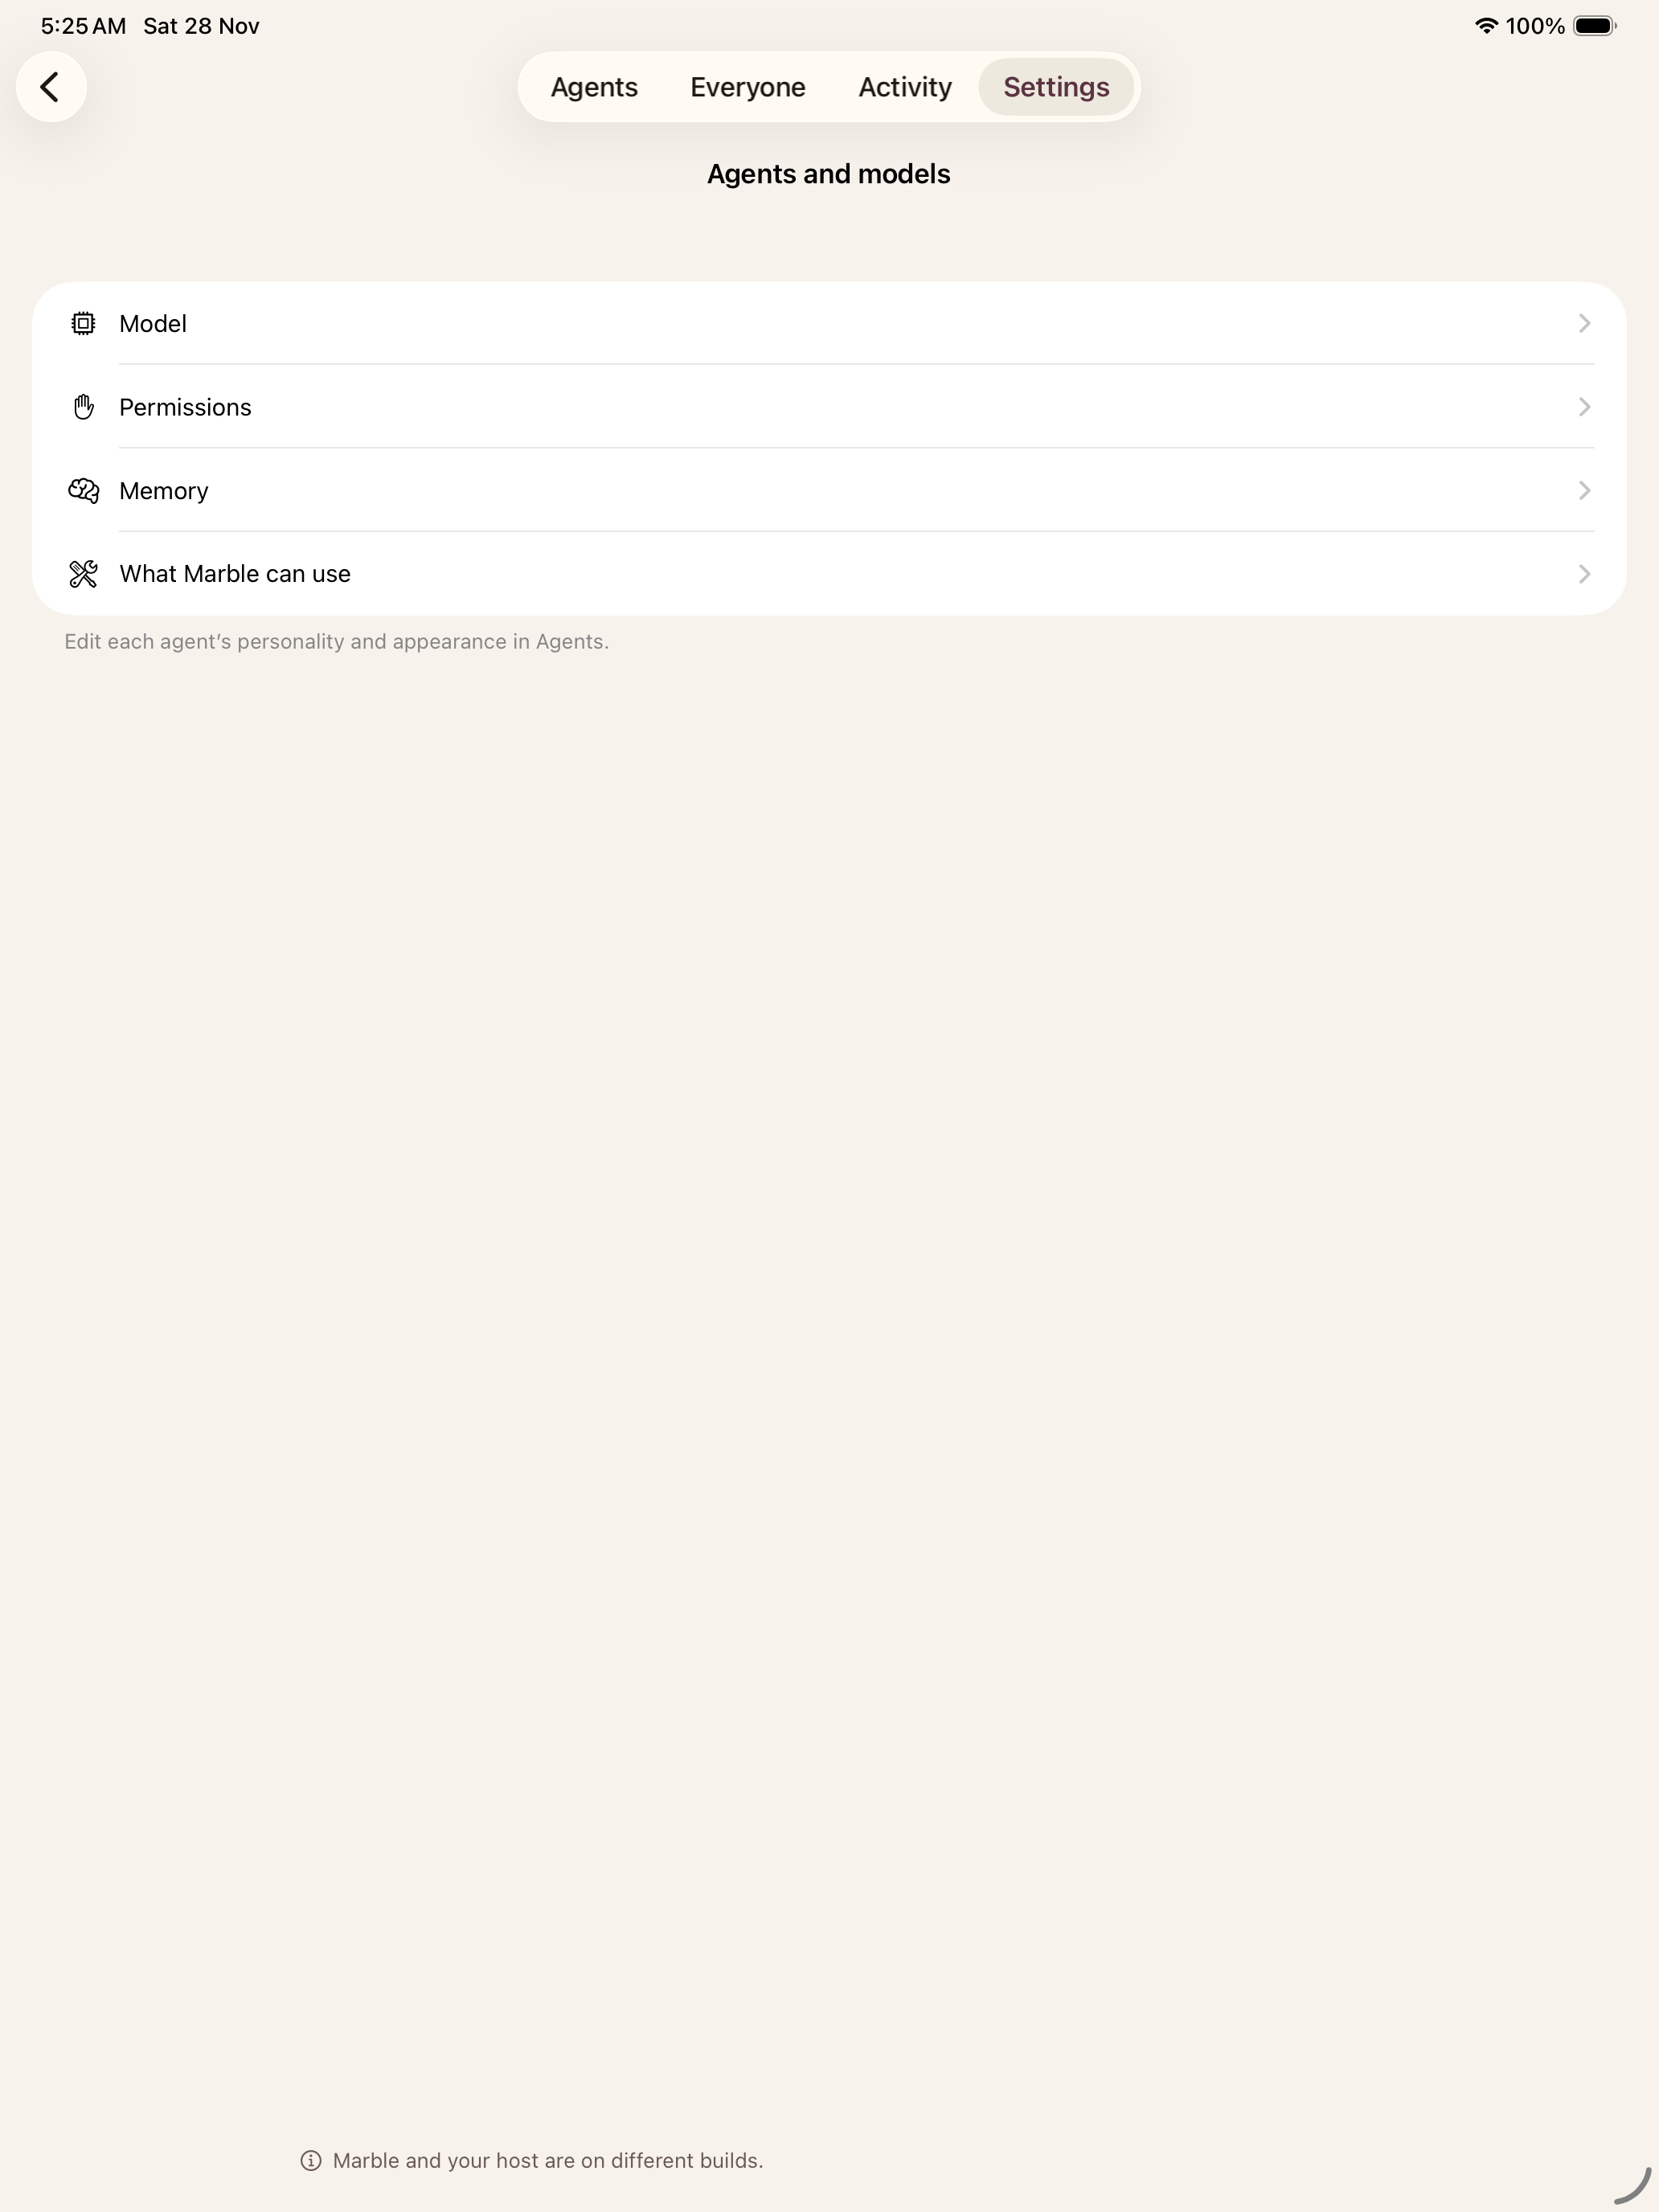 5:25 AM Sat 28 Nov 100%
Agents Everyone Activity Settings
Agents and models
Model
Permissions
Memory
What Marble can use
Edit each agent’s personality and appearance in Agents.
Marble and your host are on different builds.